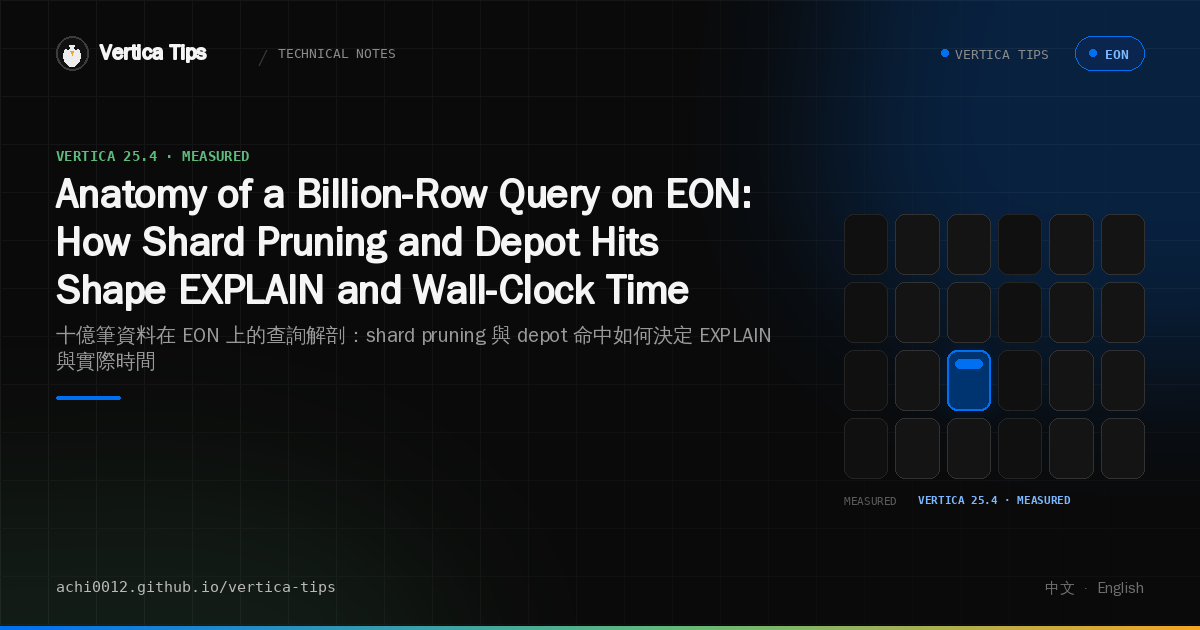 Vertica Tips / TECHNICAL NOTES
VERTICA TIPS
EON
VERTICA 25.4 · MEASURED
Anatomy of a Billion-Row Query on EON:
How Shard Pruning and Depot Hits
Shape EXPLAIN and Wall-Clock Time
十億筆資料在 EON 上的查詢解剖：shard pruning 與 depot 命中如何決定 EXPLAIN
與實際時間
MEASURED VERTICA 25.4 · MEASURED
achi0012.github.io/vertica-tips
中文 · English